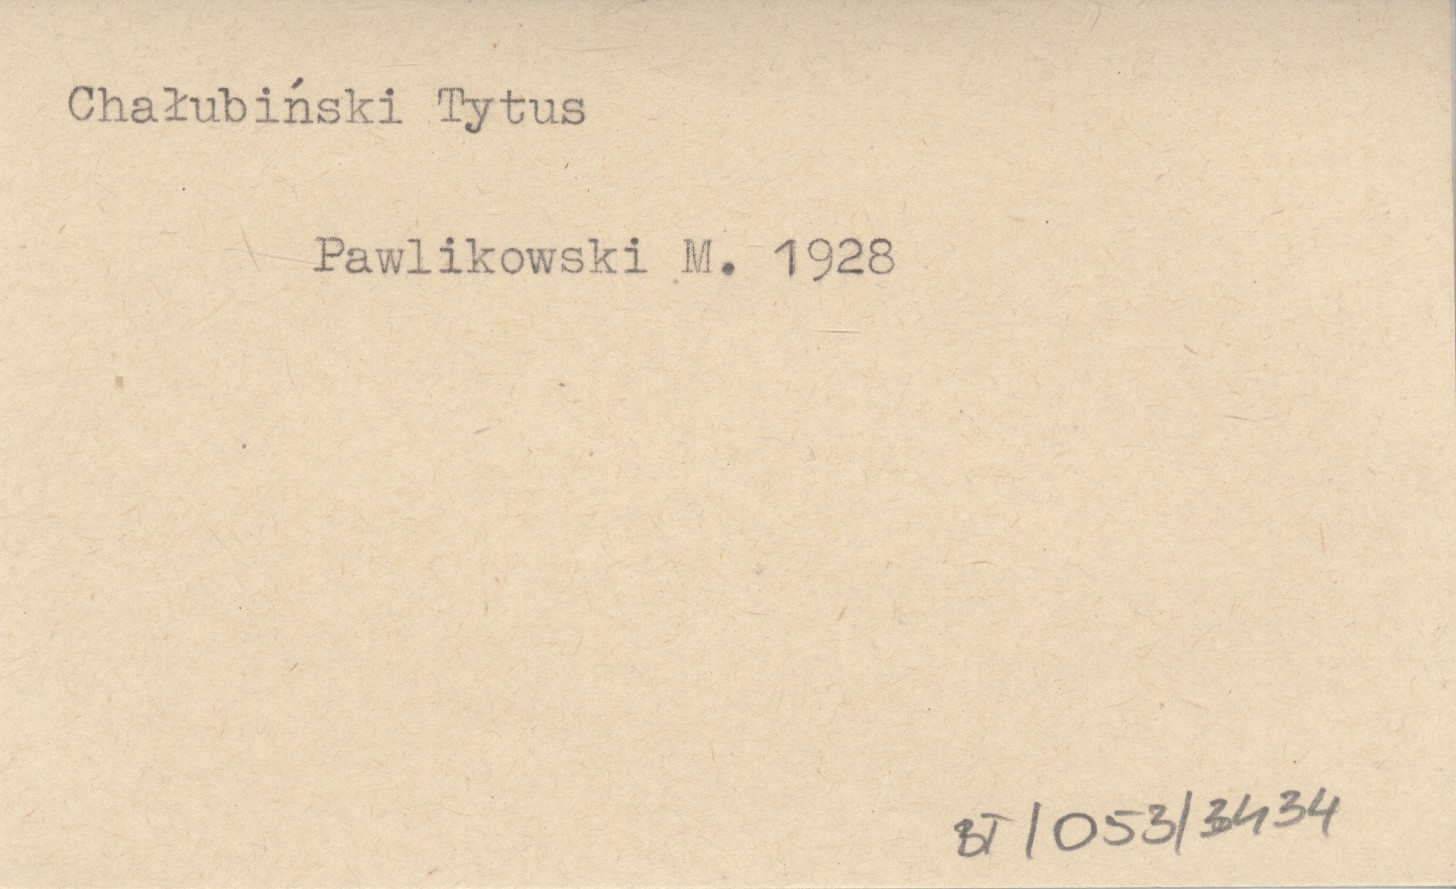 Chałubiński Tytus
Pawlikowski M. 1928
BT/053/3434